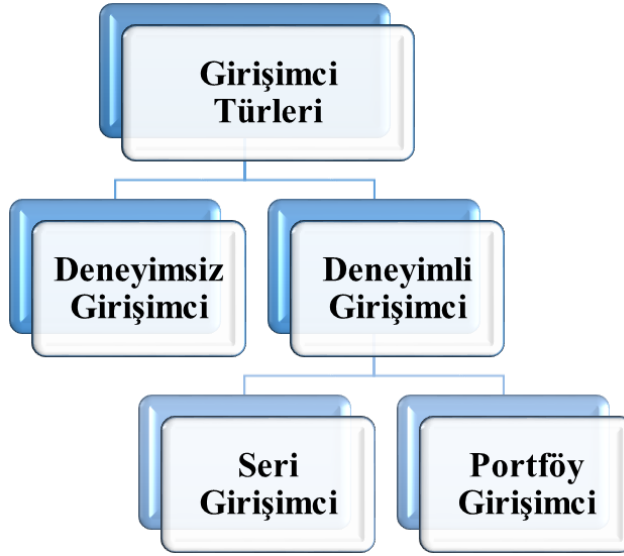 Girişimci
Türleri
Deneyimsiz
Girişimci
Deneyimli
Girişimci
Seri
Girişimci
Portföy
Girişimci